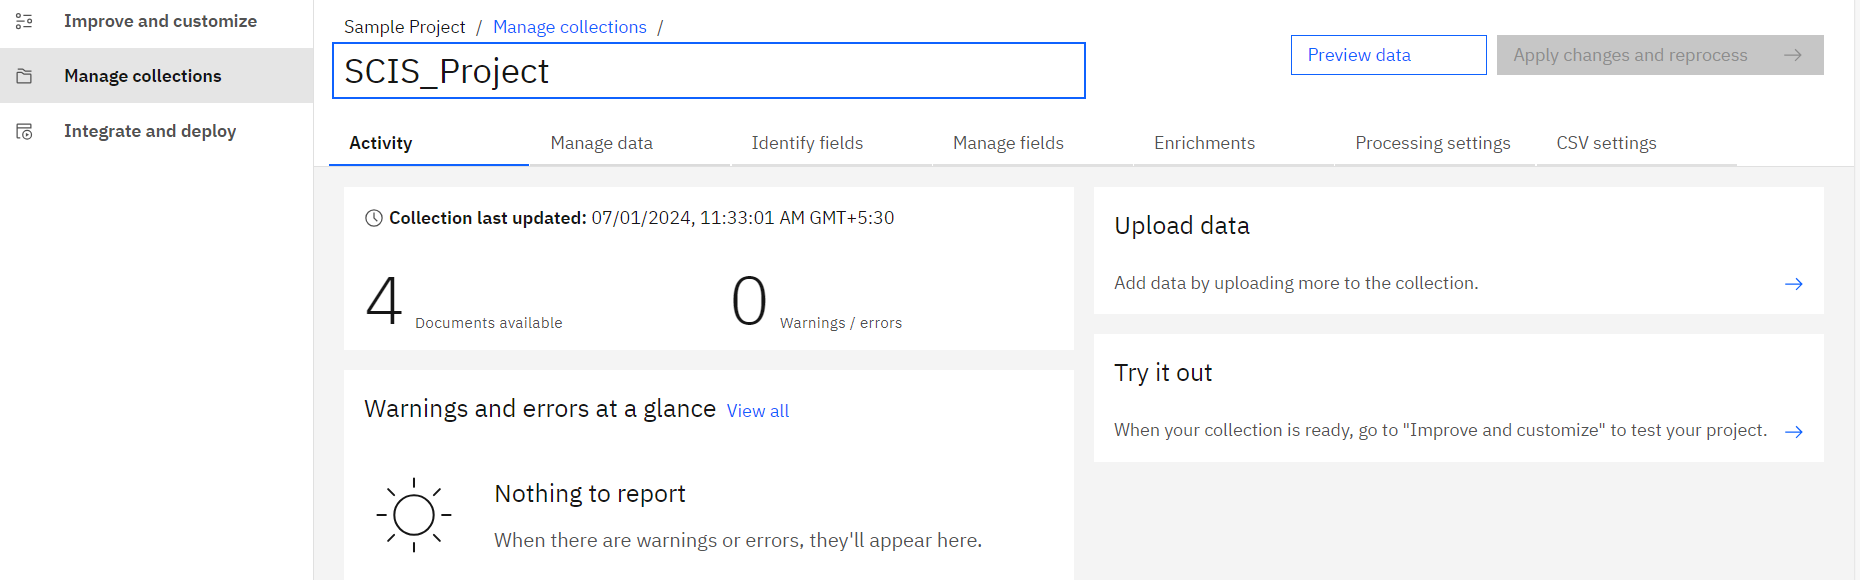 Improve and customize
Manage collections
Integrate and deploy
Sample Project / Manage collections /
SCIS_Project
Preview data
Apply changes and reprocess
Activity Manage data Identify fields Manage fields Enrichments Processing settings CSV settings
Collection last updated: 07/01/2024, 11:33:01 AM GMT+5:30
4 Documents available
0 Warnings / errors
Warnings and errors at a glance View all
Nothing to report
When there are warnings or errors, they'll appear here.
Upload data
Add data by uploading more to the collection.
Try it out
When your collection is ready, go to "Improve and customize" to test your project.